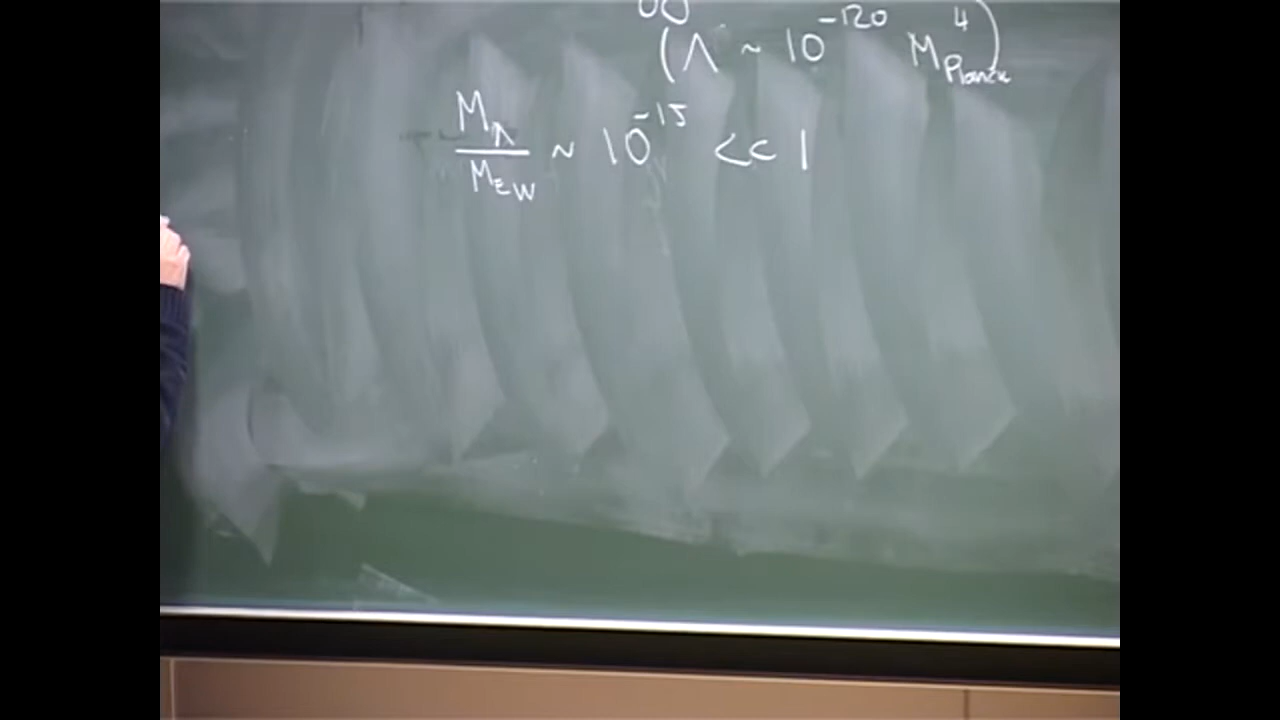 (Λ ~ 10^-120 M_Planck^4)
M_Λ / M_EW ~ 10^-15 << 1